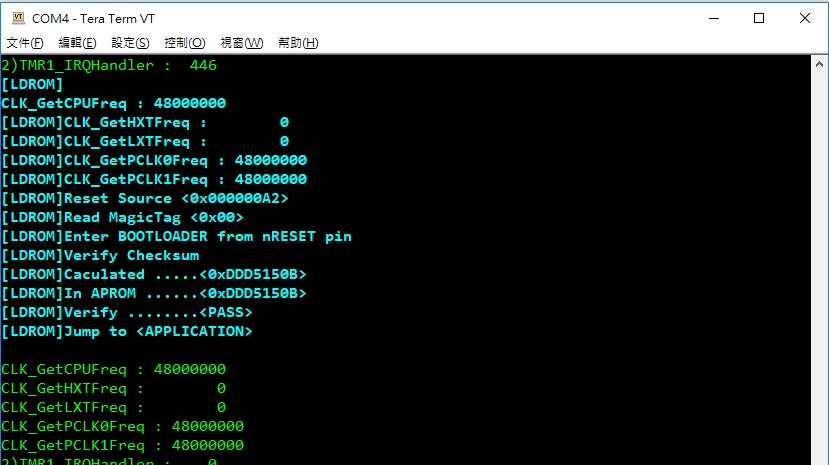 COM4 - Tera Term VT
文件(F) 編輯(E) 設定(S) 控制(O) 視窗(W) 幫助(H)
2)TMR1_IRQHandler :  446
[LDROM]
CLK_GetCPUFreq : 48000000
[LDROM]CLK_GetHXTFreq :        0
[LDROM]CLK_GetLXTFreq :        0
[LDROM]CLK_GetPCLK0Freq : 48000000
[LDROM]CLK_GetPCLK1Freq : 48000000
[LDROM]Reset Source <0x000000A2>
[LDROM]Read MagicTag <0x00>
[LDROM]Enter BOOTLOADER from nRESET pin
[LDROM]Verify Checksum
[LDROM]Caculated .....<0xDDD5150B>
[LDROM]In APROM ......<0xDDD5150B>
[LDROM]Verify ........<PASS>
[LDROM]Jump to <APPLICATION>
CLK_GetCPUFreq : 48000000
CLK_GetHXTFreq :        0
CLK_GetLXTFreq :        0
CLK_GetPCLK0Freq : 48000000
CLK_GetPCLK1Freq : 48000000
2)TMR1_IRQHandler :    0